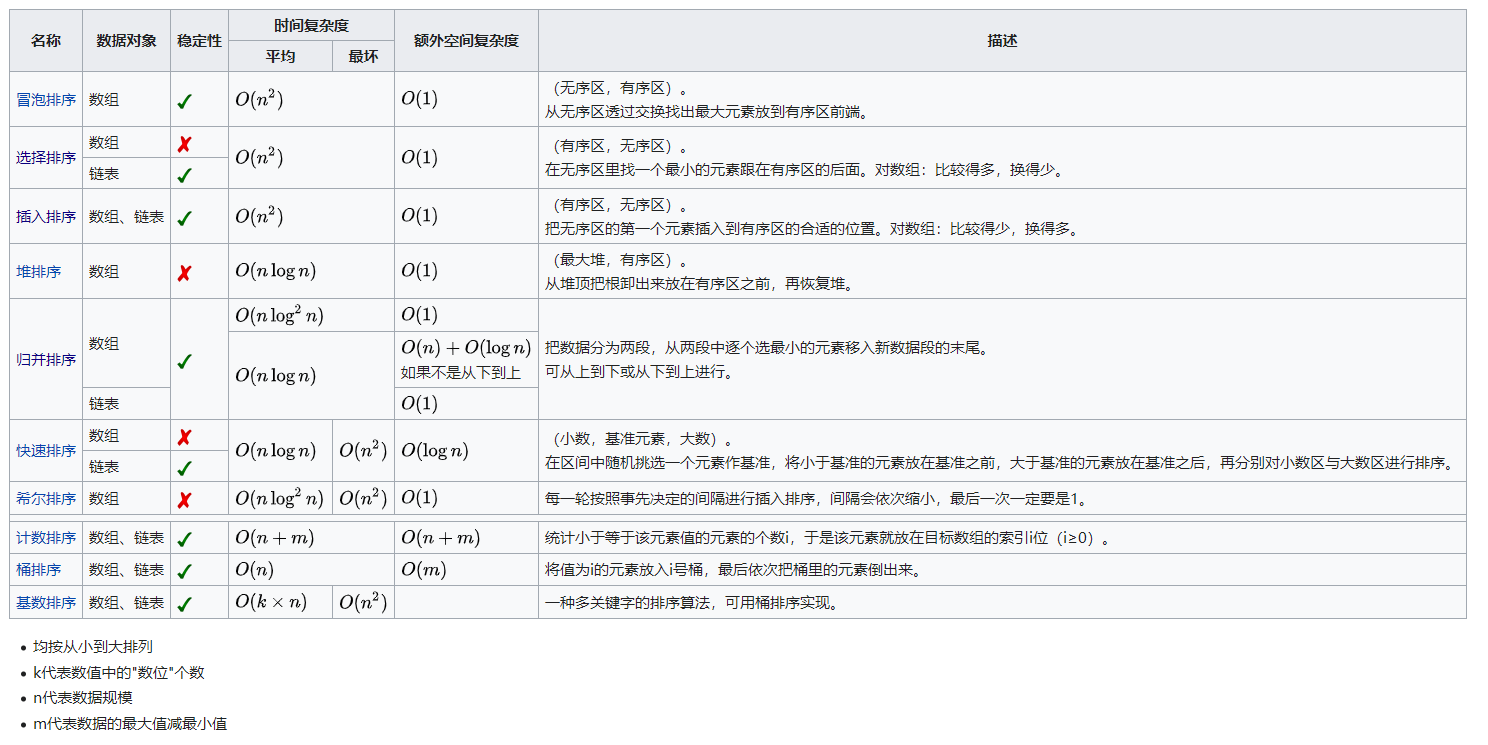 名称 数据对象 稳定性 时间复杂度 额外空间复杂度 描述
平均 最坏
冒泡排序 数组 ✓ O(n²) O(1) （无序区，有序区）。
从无序区透过交换找出最大元素放到有序区前端。
选择排序 数组 ✗ O(n²) O(1) （有序区，无序区）。
链表 ✓ 在无序区里找一个最小的元素跟在有序区的后面。对数组：比较得多，换得少。
插入排序 数组、链表 ✓ O(n²) O(1) （有序区，无序区）。
把无序区的第一个元素插入到有序区的合适的位置。对数组：比较得少，换得多。
堆排序 数组 ✗ O(n log n) O(1) （最大堆，有序区）。
从堆顶把根卸出来放在有序区之前，再恢复堆。
归并排序 数组 ✓ O(n log² n) O(1) 把数据分为两段，从两段中逐个选最小的元素移入新数据段的末尾。
可从上到下或从下到上进行。
O(n log n) O(n) + O(log n)
如果不是从下到上
链表 O(1)
快速排序 数组 ✗ O(n log n) O(n²) O(log n) （小数，基准元素，大数）。
链表 ✓ 在区间中随机挑选一个元素作基准，将小于基准的元素放在基准之前，大于基准的元素放在基准之后，再分别对小数区与大数区进行排序。
希尔排序 数组 ✗ O(n log² n) O(n²) O(1) 每一轮按照事先决定的间隔进行插入排序，间隔会依次缩小，最后一次一定要是1。
计数排序 数组、链表 ✓ O(n + m) O(n + m) 统计小于等于该元素值的元素的个数i，于是该元素就放在目标数组的索引i位（i≥0）。
桶排序 数组、链表 ✓ O(n) O(m) 将值为i的元素放入i号桶，最后依次把桶里的元素倒出来。
基数排序 数组、链表 ✓ O(k × n) O(n²) 一种多关键字的排序算法，可用桶排序实现。
• 均按从小到大排列
• k代表数值中的"数位"个数
• n代表数据规模
• m代表数据的最大值减最小值